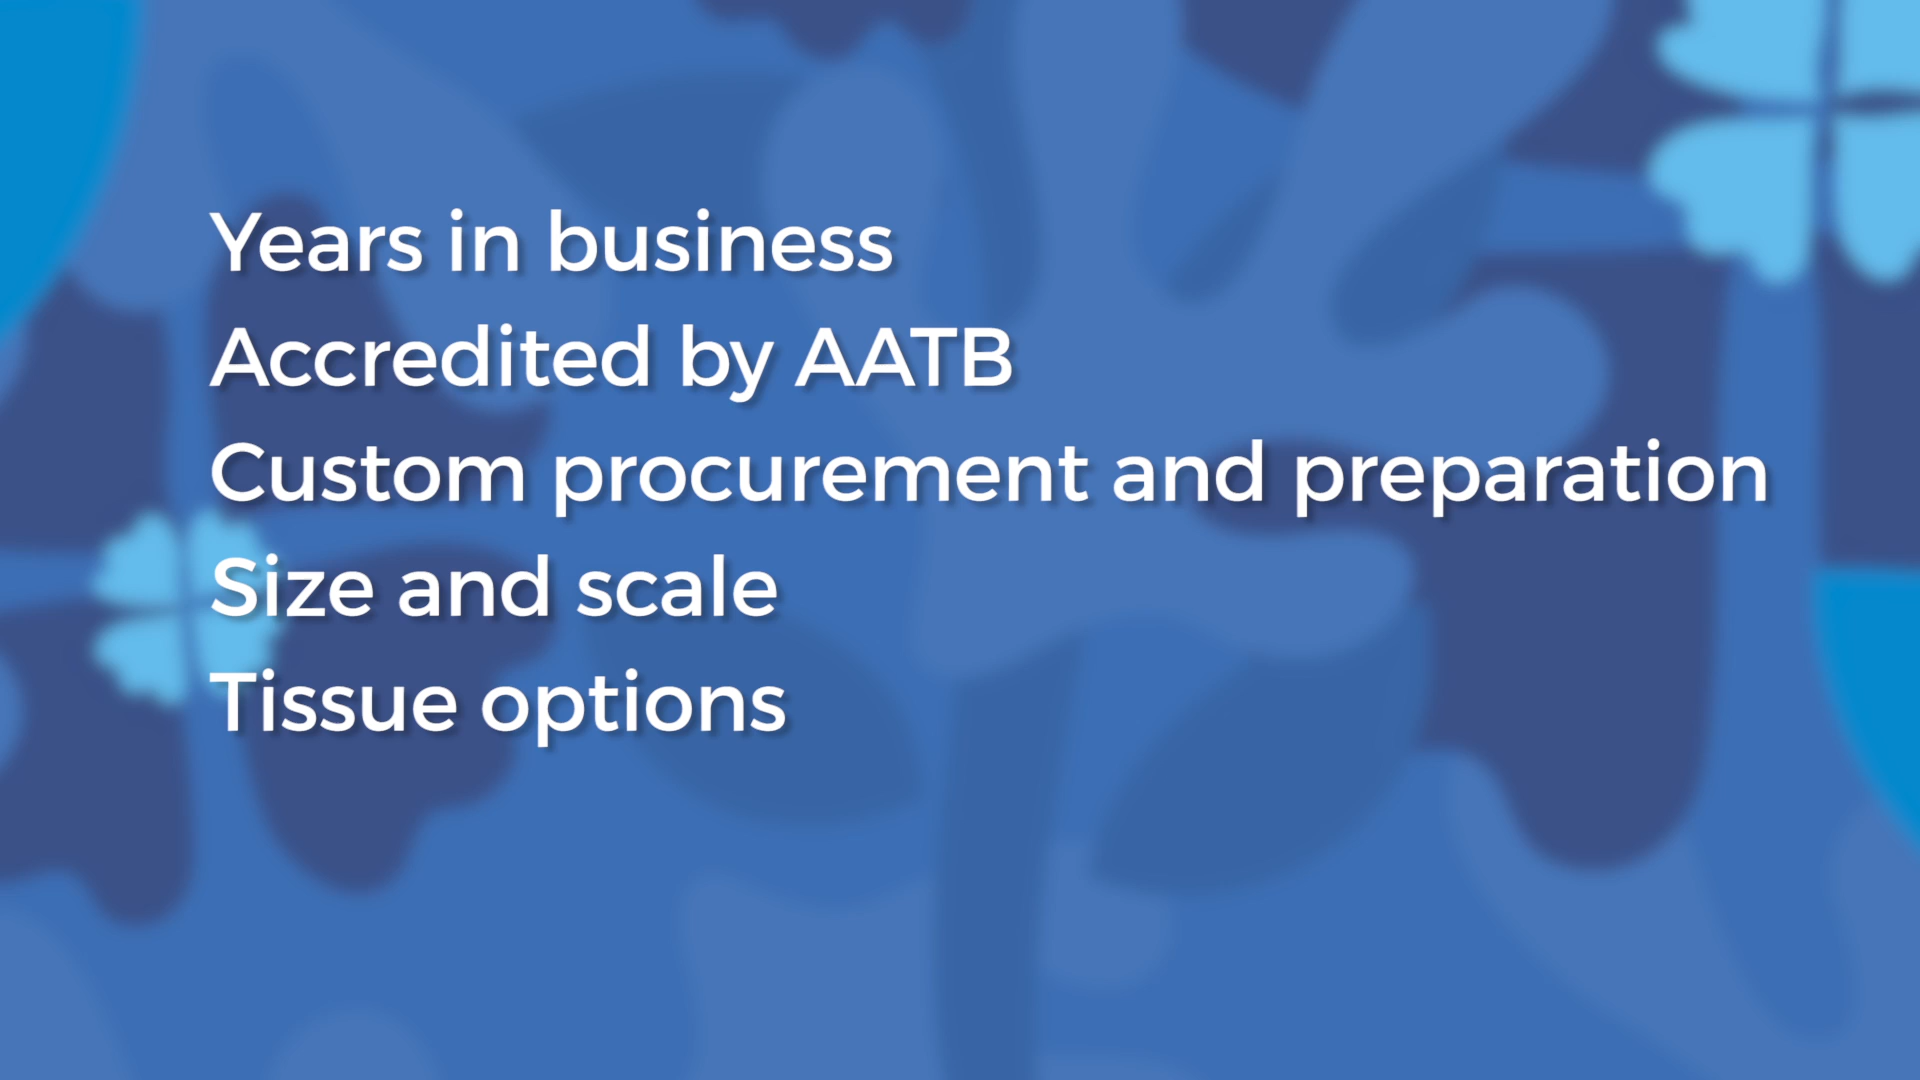 Years in business
Accredited by AATB
Custom procurement and preparation
Size and scale
Tissue options